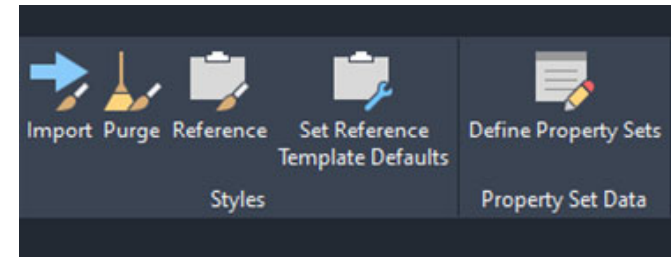 Import Purge Reference Set Reference Define Property Sets
Template Defaults
Styles Property Set Data